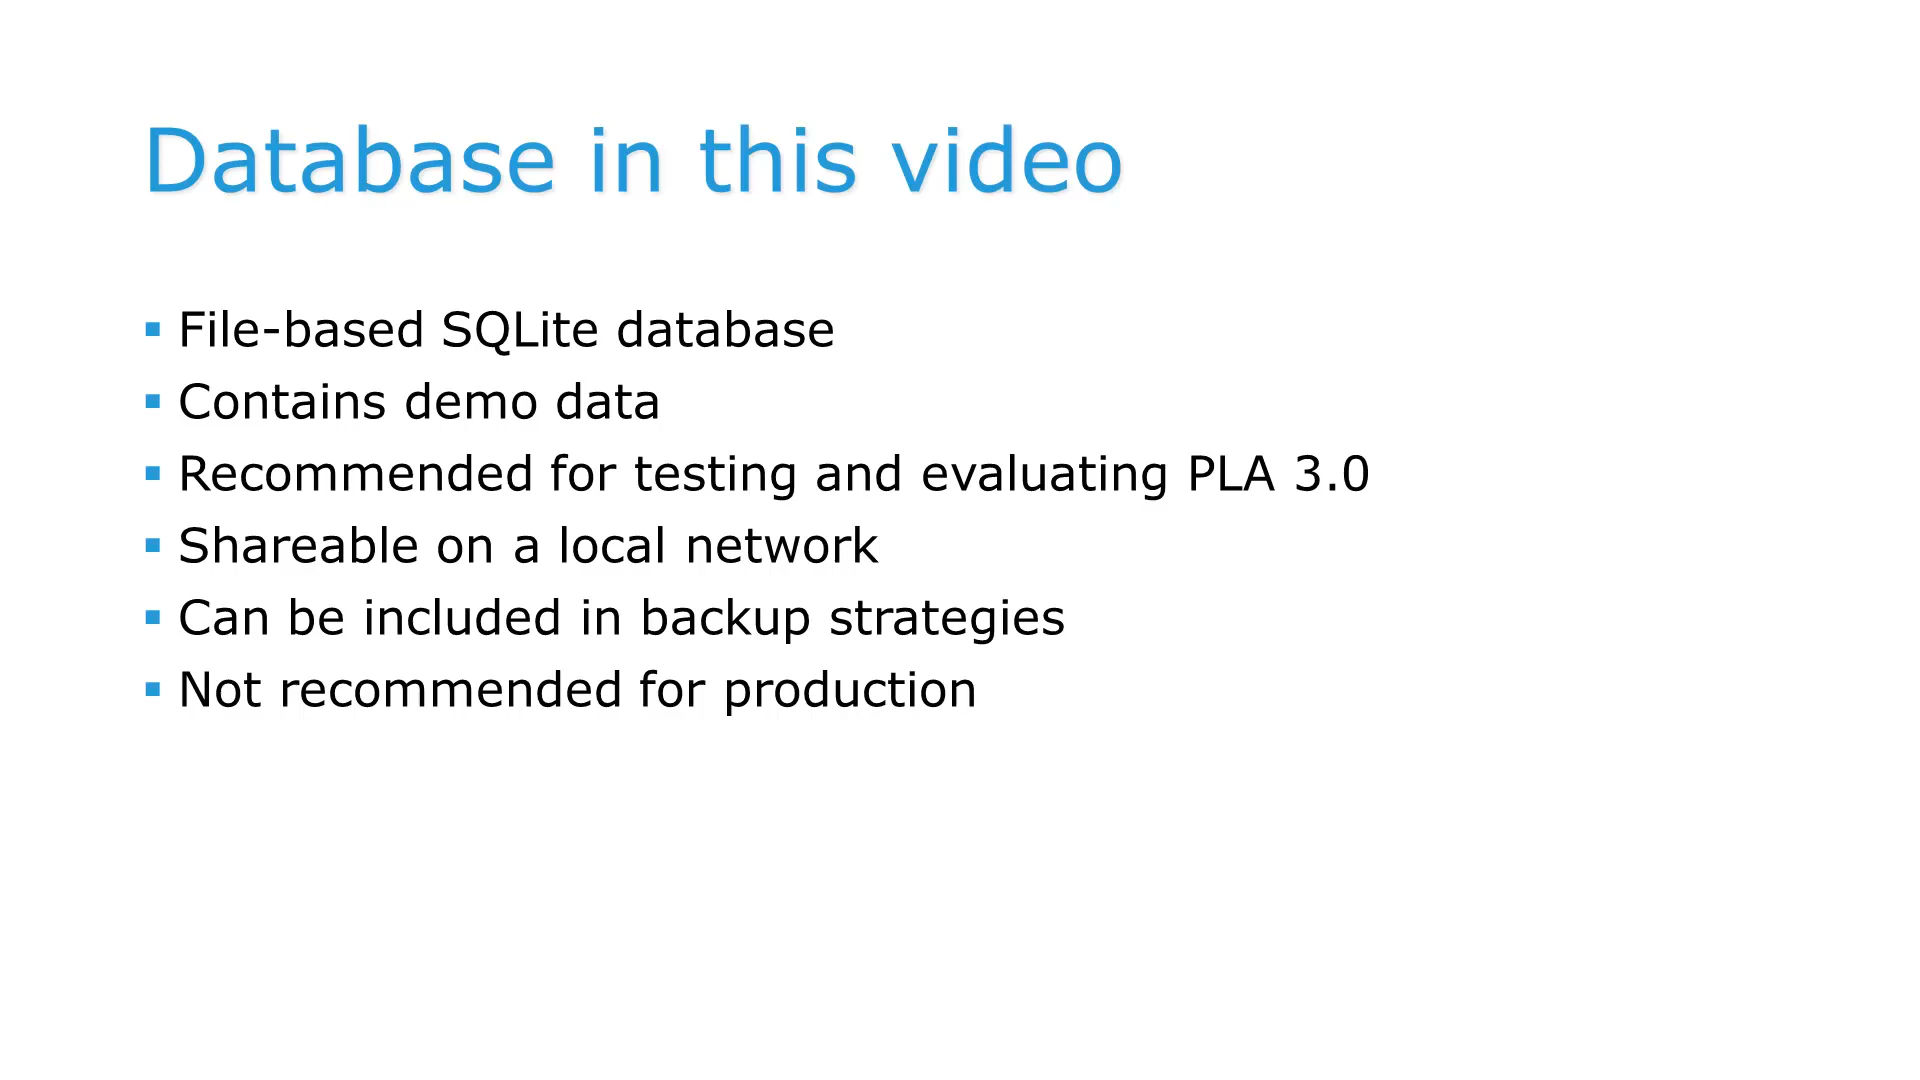 Database in this video
▪ File-based SQLite database
▪ Contains demo data
▪ Recommended for testing and evaluating PLA 3.0
▪ Shareable on a local network
▪ Can be included in backup strategies
▪ Not recommended for production